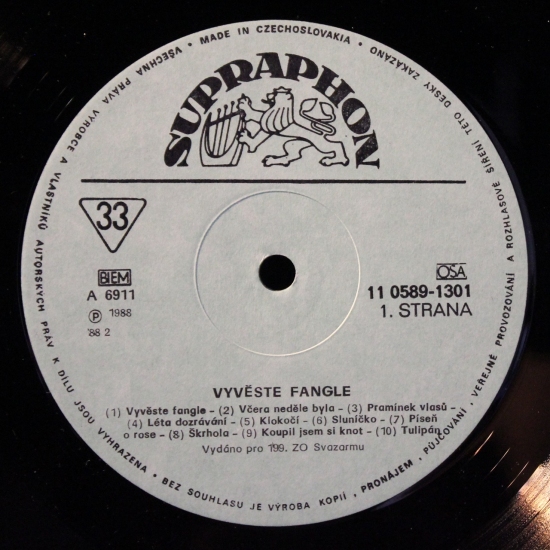 • MADE IN CZECHOSLOVAKIA •
VŠECHNA PRÁVA VÝROBCE A VLASTNÍKŮ AUTORSKÝCH PRÁV K DÍLU JSOU VYHRAZENA • BEZ SOUHLASU JE VÝROBA KOPIÍ, PRONÁJEM, PŮJČOVÁNÍ, VEŘEJNÉ PROVOZOVÁNÍ A ROZHLASOVÉ ŠÍŘENÍ TÉTO DESKY ZAKÁZÁNO
SUPRAPHON
33
BIEM
OSA
A 6911
11 0589-1301
Ⓟ 1988
1. STRANA
'88 2
VYVĚSTE FANGLE
(1) Vyvěste fangle – (2) Včera neděle byla – (3) Pramínek vlasů –
(4) Léta dozrávání – (5) Klokočí – (6) Sluníčko – (7) Píseň
o rose – (8) Škrhola – (9) Koupil jsem si knot – (10) Tulipán
Vydáno pro 199. ZO Svazarmu